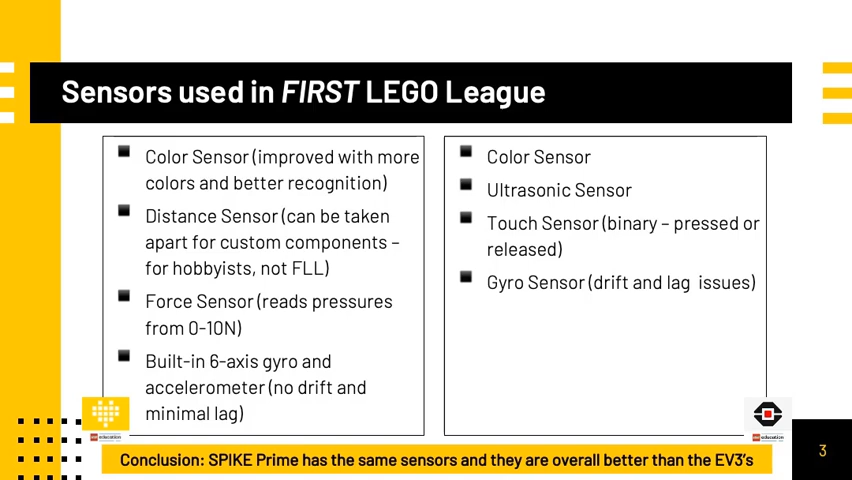 Sensors used in FIRST LEGO League
Color Sensor (improved with more
colors and better recognition)
Distance Sensor (can be taken
apart for custom components –
for hobbyists, not FLL)
Force Sensor (reads pressures
from 0-10N)
Built-in 6-axis gyro and
accelerometer (no drift and
minimal lag)
Color Sensor
Ultrasonic Sensor
Touch Sensor (binary – pressed or
released)
Gyro Sensor (drift and lag issues)
education
education
Conclusion: SPIKE Prime has the same sensors and they are overall better than the EV3's
3